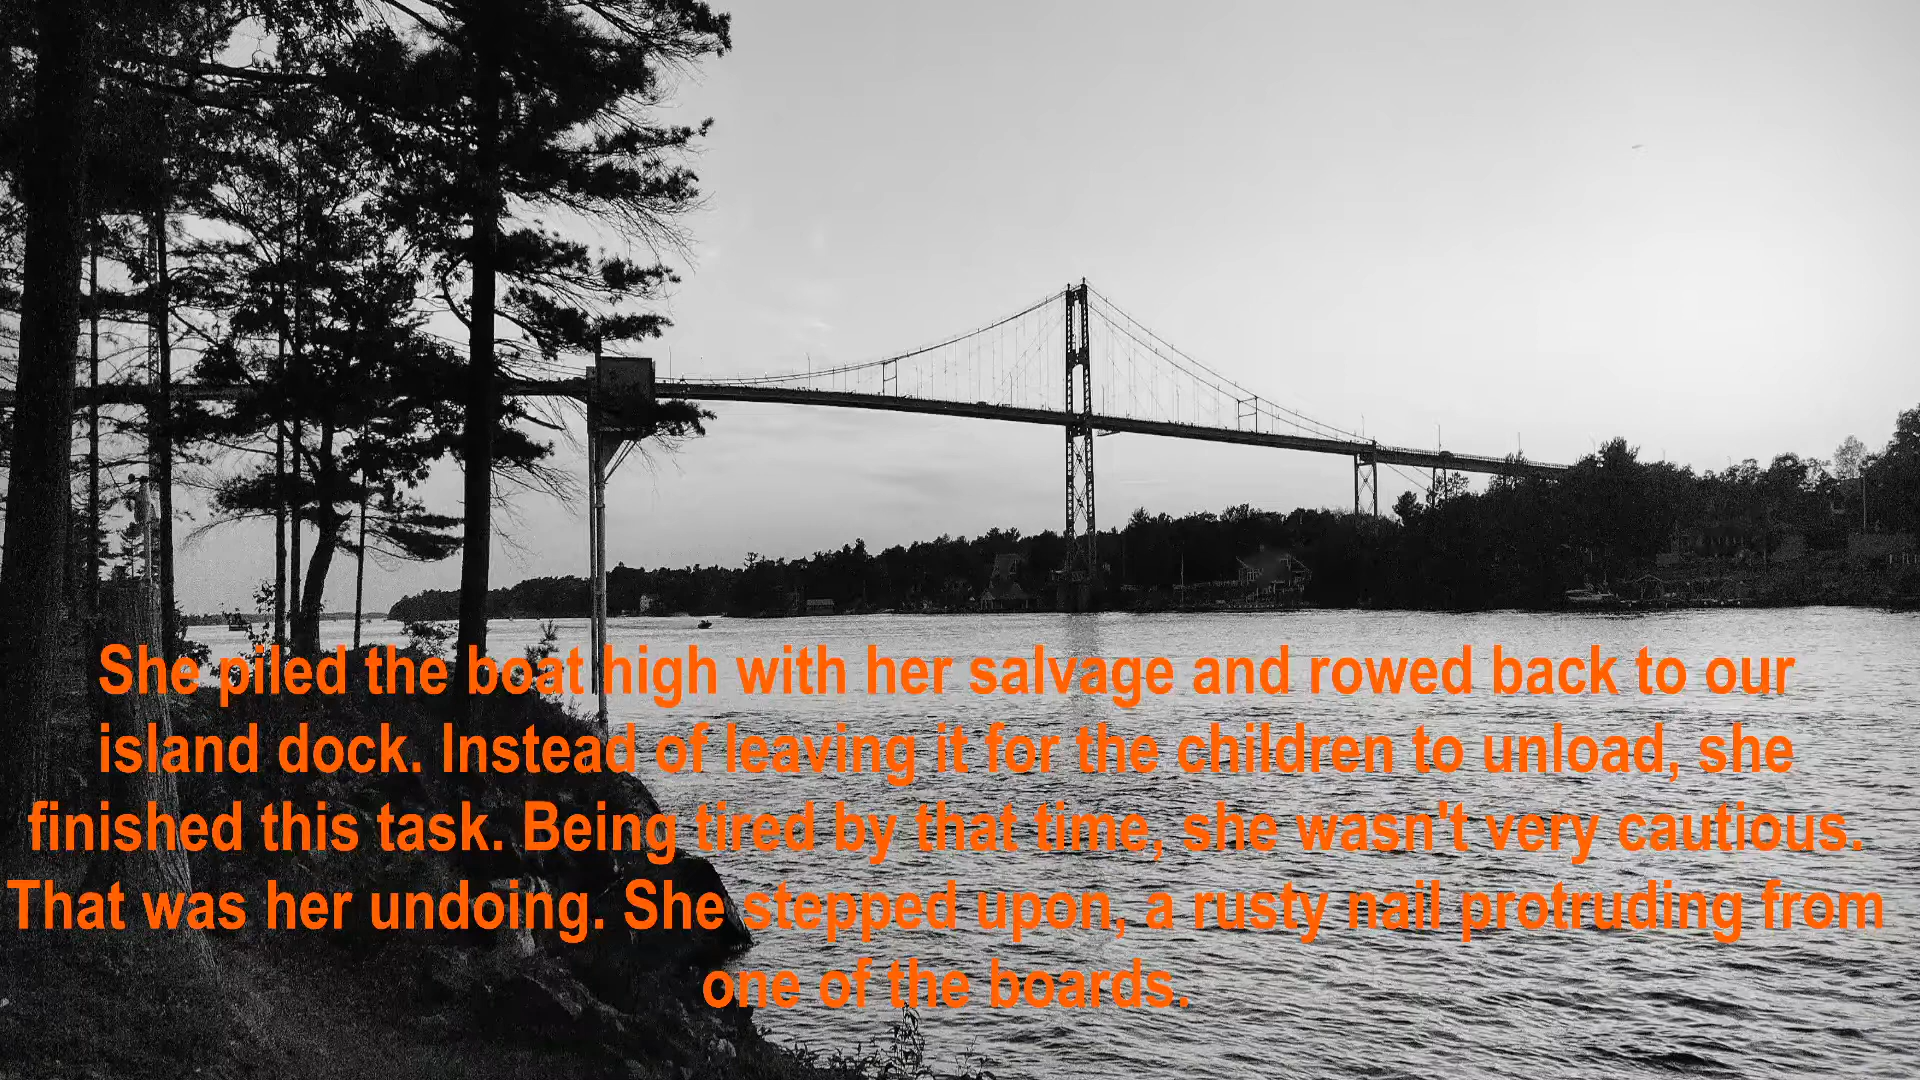 She piled the boat high with her salvage and rowed back to our
island dock. Instead of leaving it for the children to unload, she
finished this task. Being tired by that time, she wasn't very cautious.
That was her undoing. She stepped upon, a rusty nail protruding from
one of the boards.